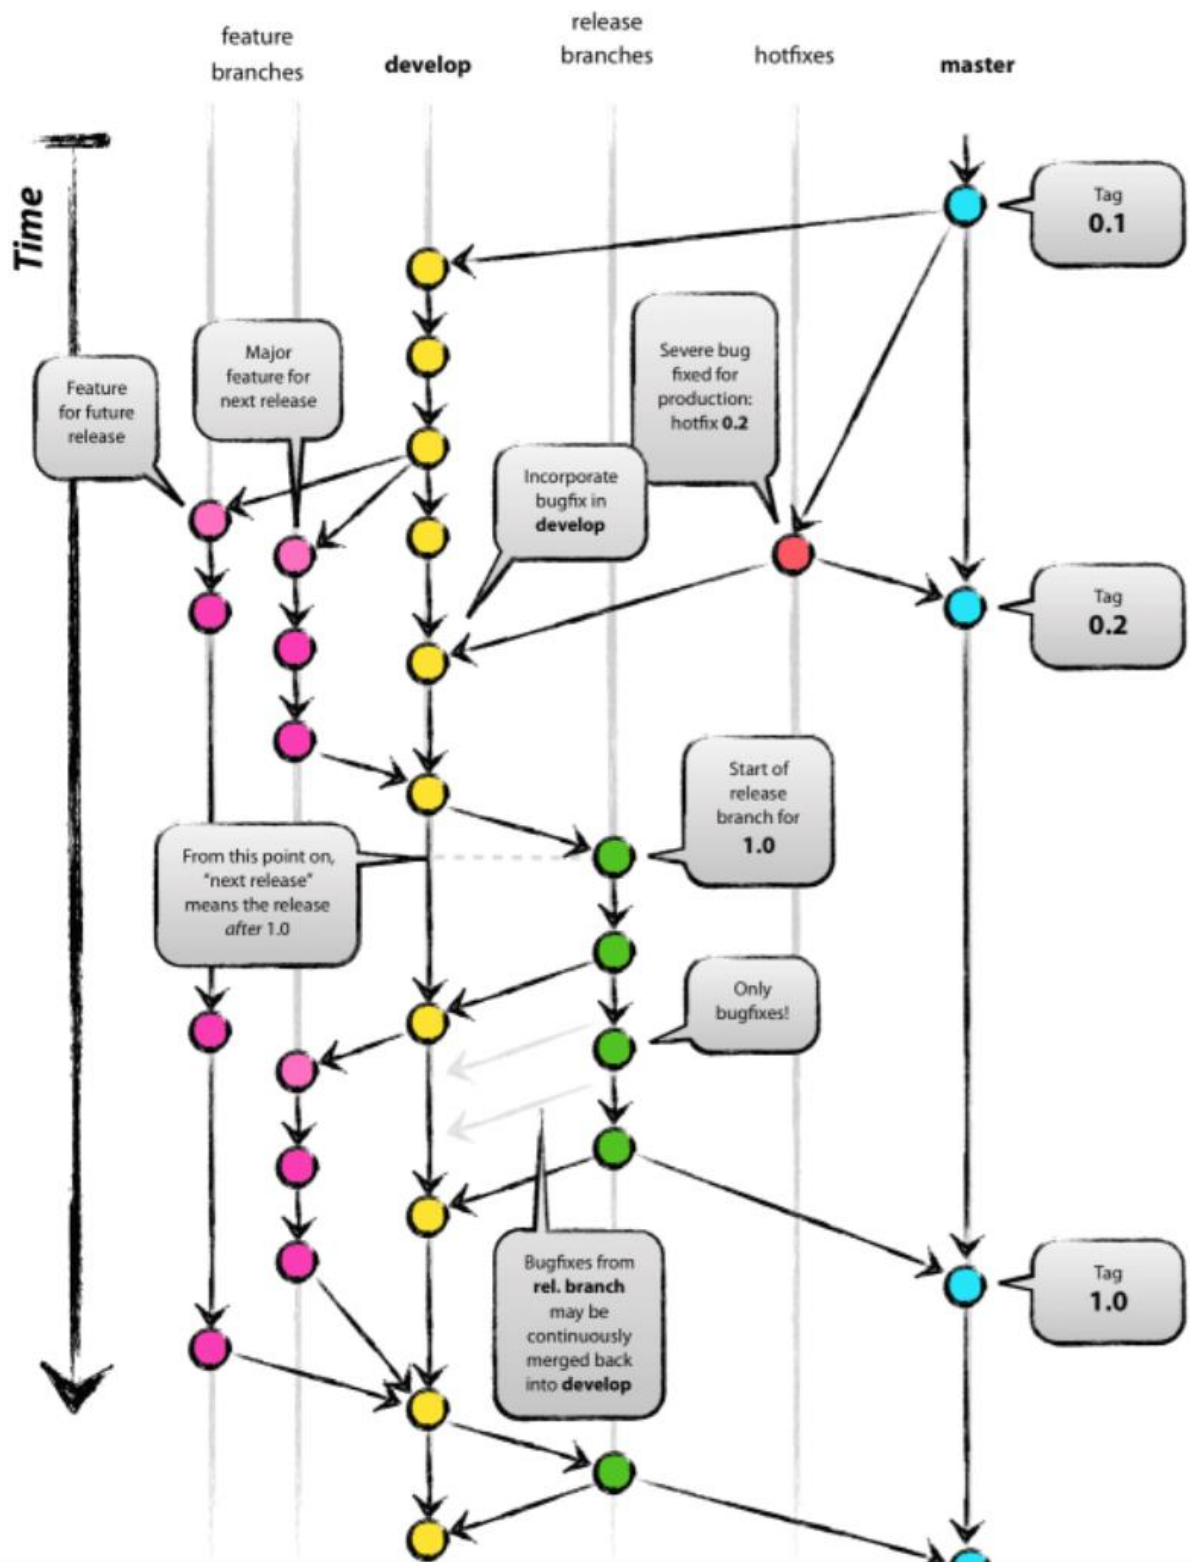 feature
branches
develop
release
branches
hotfixes
master
Time
Tag
0.1
Major
feature for
next release
Feature
for future
release
Severe bug
fixed for
production:
hotfix 0.2
Incorporate
bugfix in
develop
Tag
0.2
Start of
release
branch for
1.0
From this point on,
“next release”
means the release
after 1.0
Only
bugfixes!
Bugfixes from
rel. branch
may be
continuously
merged back
into develop
Tag
1.0